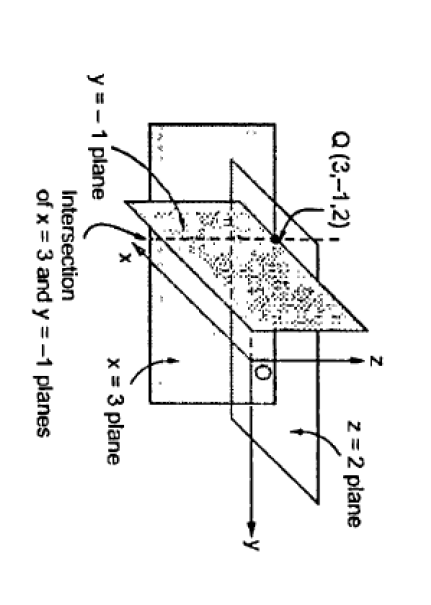 z
z = 2 plane
Q (3,–1,2)
O
y
y = – 1 plane
x
x = 3 plane
Intersection
of x = 3 and y = –1 planes